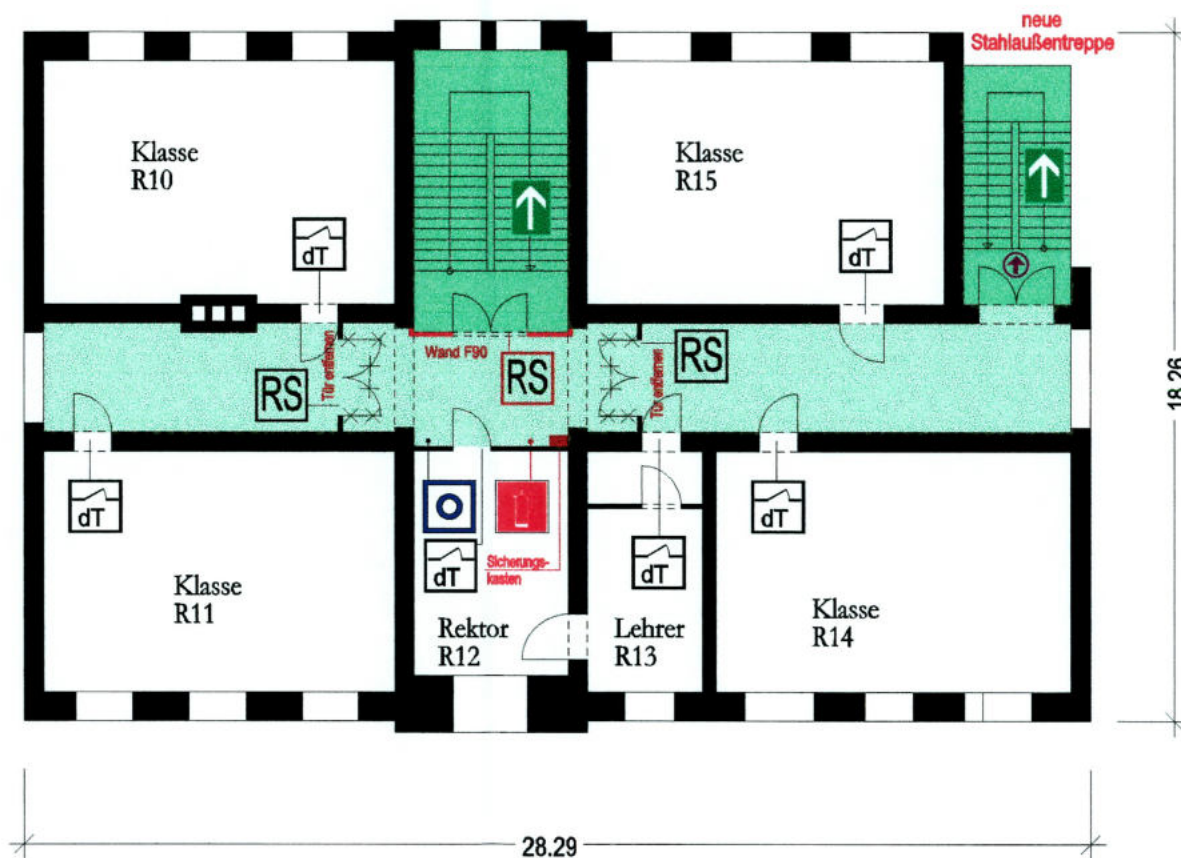 neue
Stahlaußentreppe
Klasse
R10
Klasse
R15
dT
dT
Wand F90
Tür entfernen
RS
RS
RS
Tür entfernen
18.26
dT
dT
dT
dT
Sicherungs-
kasten
Klasse
R11
Rektor
R12
Lehrer
R13
Klasse
R14
28.29